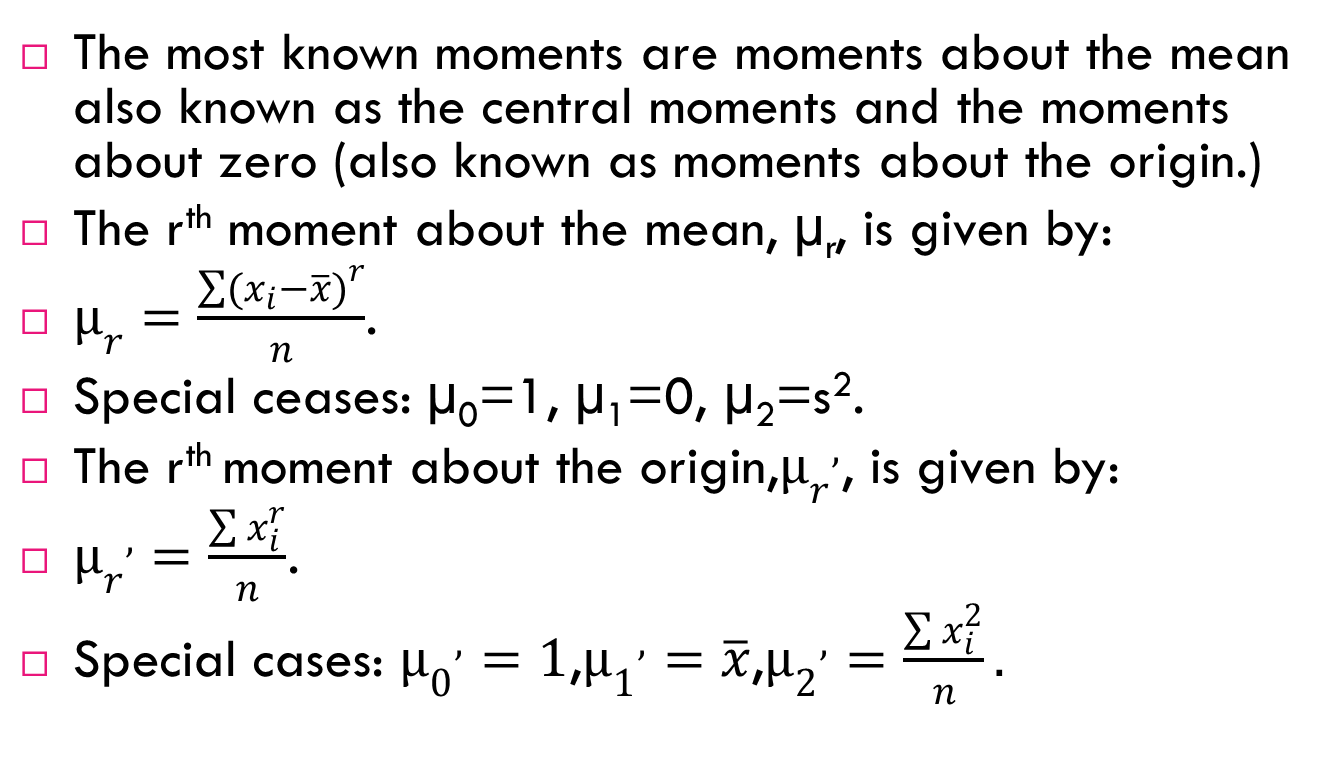 □ The most known moments are moments about the mean
also known as the central moments and the moments
about zero (also known as moments about the origin.)
□ The rᵗʰ moment about the mean, μᵣ, is given by:
□ μᵣ = ∑(xᵢ−x̄)ʳ / n.
□ Special ceases: μ₀=1, μ₁=0, μ₂=s².
□ The rᵗʰ moment about the origin,μᵣ’, is given by:
□ μᵣ’ = ∑ xᵢʳ / n.
□ Special cases: μ₀’ = 1,μ₁’ = x̄,μ₂’ = ∑ xᵢ² / n.